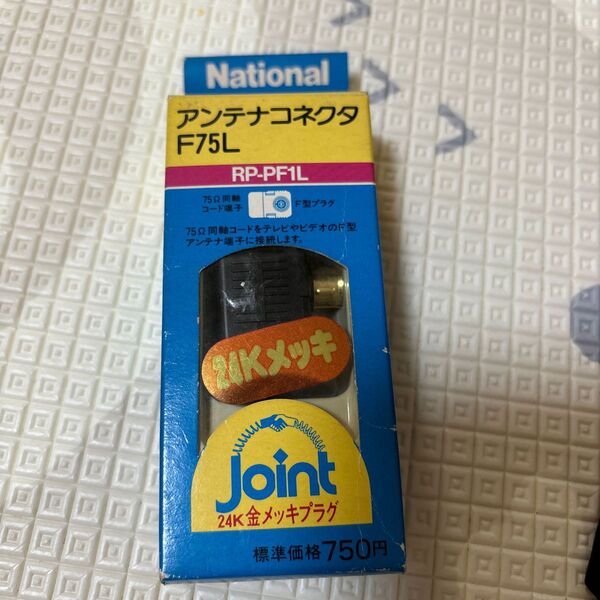 National
アンテナコネクタ
F75L
RP-PF1L
75Ω同軸
コード端子
F型プラグ
75Ω同軸コードをテレビやビデオのF型
アンテナ端子に接続します。
24Kメッキ
Joint
24K金メッキプラグ
標準価格750円